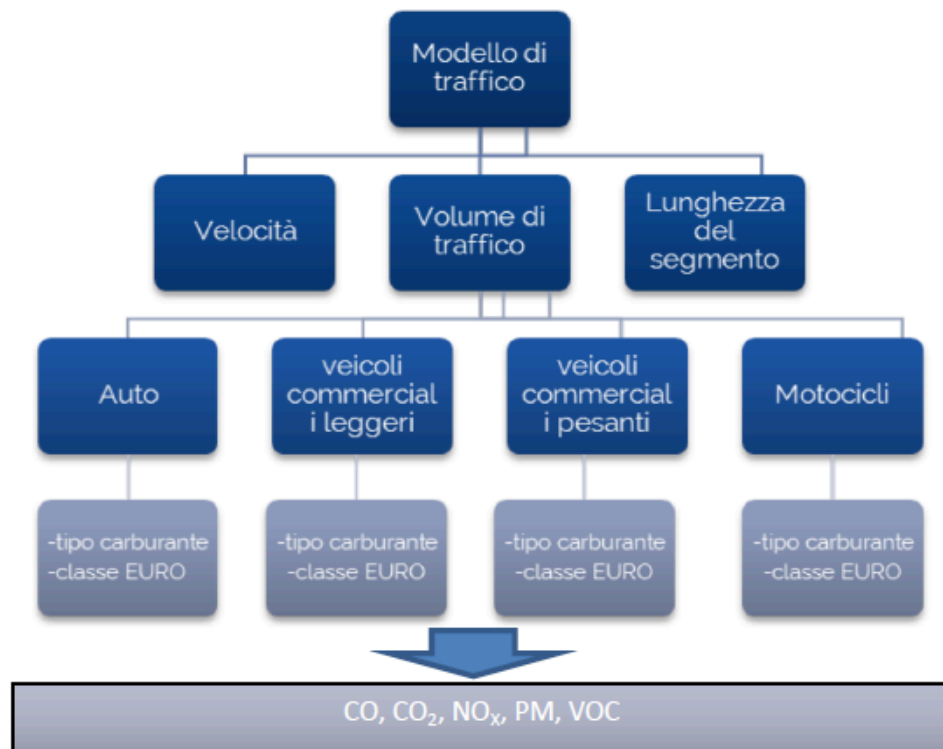 Modello di
traffico
Velocità
Volume di
traffico
Lunghezza
del
segmento
Auto
veicoli
commercial
i leggeri
veicoli
commercial
i pesanti
Motocicli
-tipo carburante
-classe EURO
-tipo carburante
-classe EURO
-tipo carburante
-classe EURO
-tipo carburante
-classe EURO
CO, CO₂, NOₓ, PM, VOC